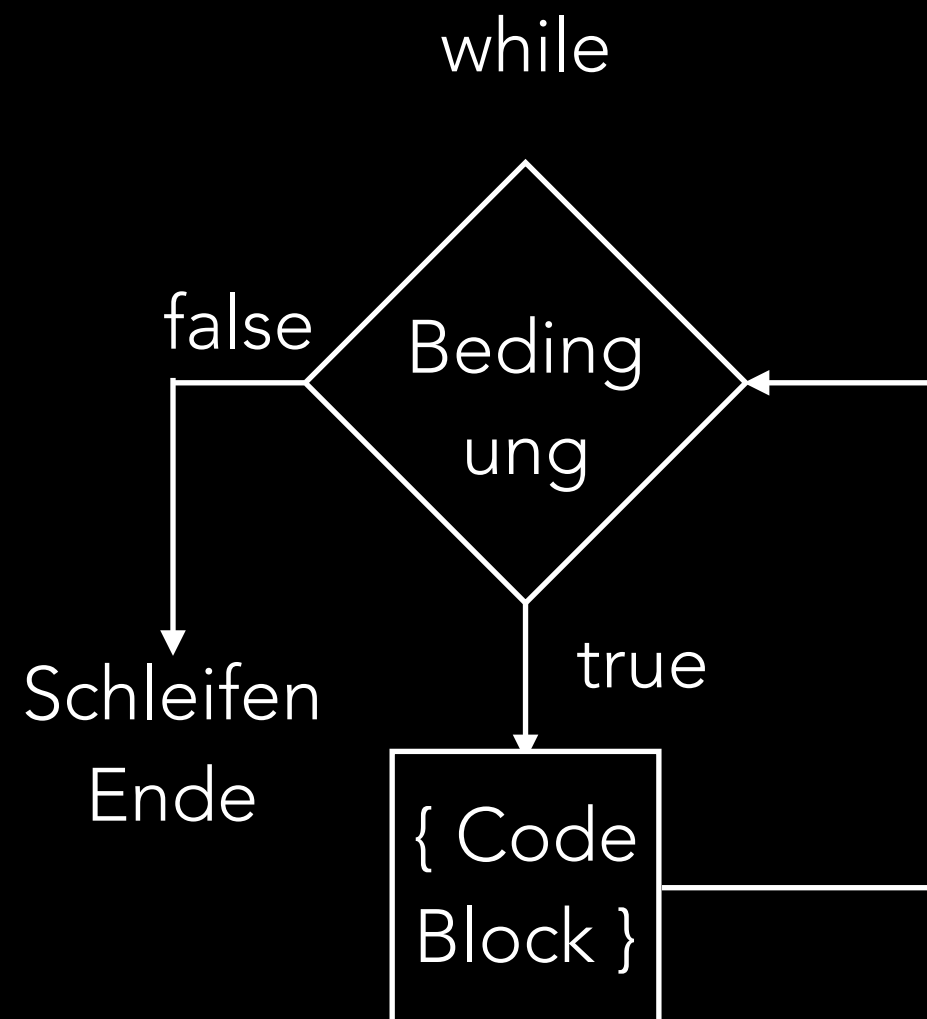 while
false
Beding
ung
true
Schleifen
Ende
{ Code
Block }